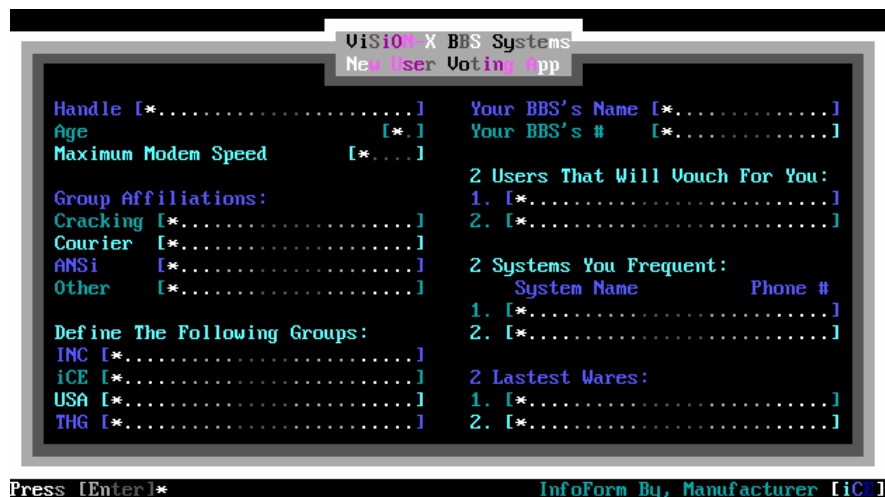 ViSiON-X BBS Systems
New User Voting App
Handle [*........................]
Age [*.]
Maximum Modem Speed [*....]
Group Affiliations:
Cracking [*......................]
Courier [*......................]
ANSi [*......................]
Other [*......................]
Define The Following Groups:
INC [*...........................]
iCE [*...........................]
USA [*...........................]
THG [*...........................]
Your BBS's Name [*...............]
Your BBS's # [*...............]
2 Users That Will Vouch For You:
1. [*.............................]
2. [*.............................]
2 Systems You Frequent:
System Name Phone #
1. [*.............................]
2. [*.............................]
2 Lastest Wares:
1. [*.............................]
2. [*.............................]
Press [Enter]*
InfoForm By, Manufacturer [iCE]